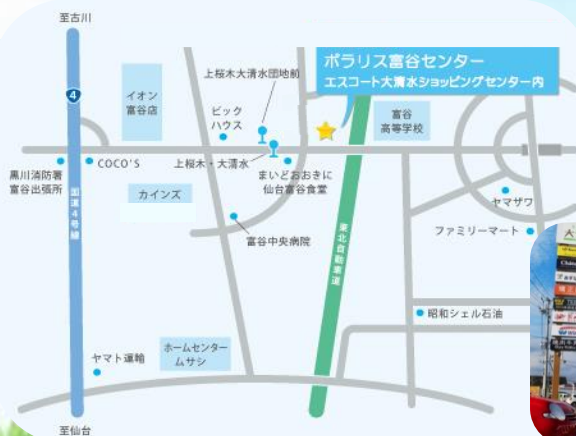 至古川
ポラリス富谷センター
エスコート大清水ショッピングセンター内
上桜木大清水団地前
4
イオン
富谷店
ビック
ハウス
富谷
高等学校
黒川消防署
富谷出張所
COCO'S
上桜木・大清水
まいどおおきに
仙台富谷食堂
カインズ
ヤマザワ
国道4号線
富谷中央病院
東北自動車道
ファミリーマート
昭和シェル石油
ホームセンター
ムサシ
ヤマト運輸
至仙台